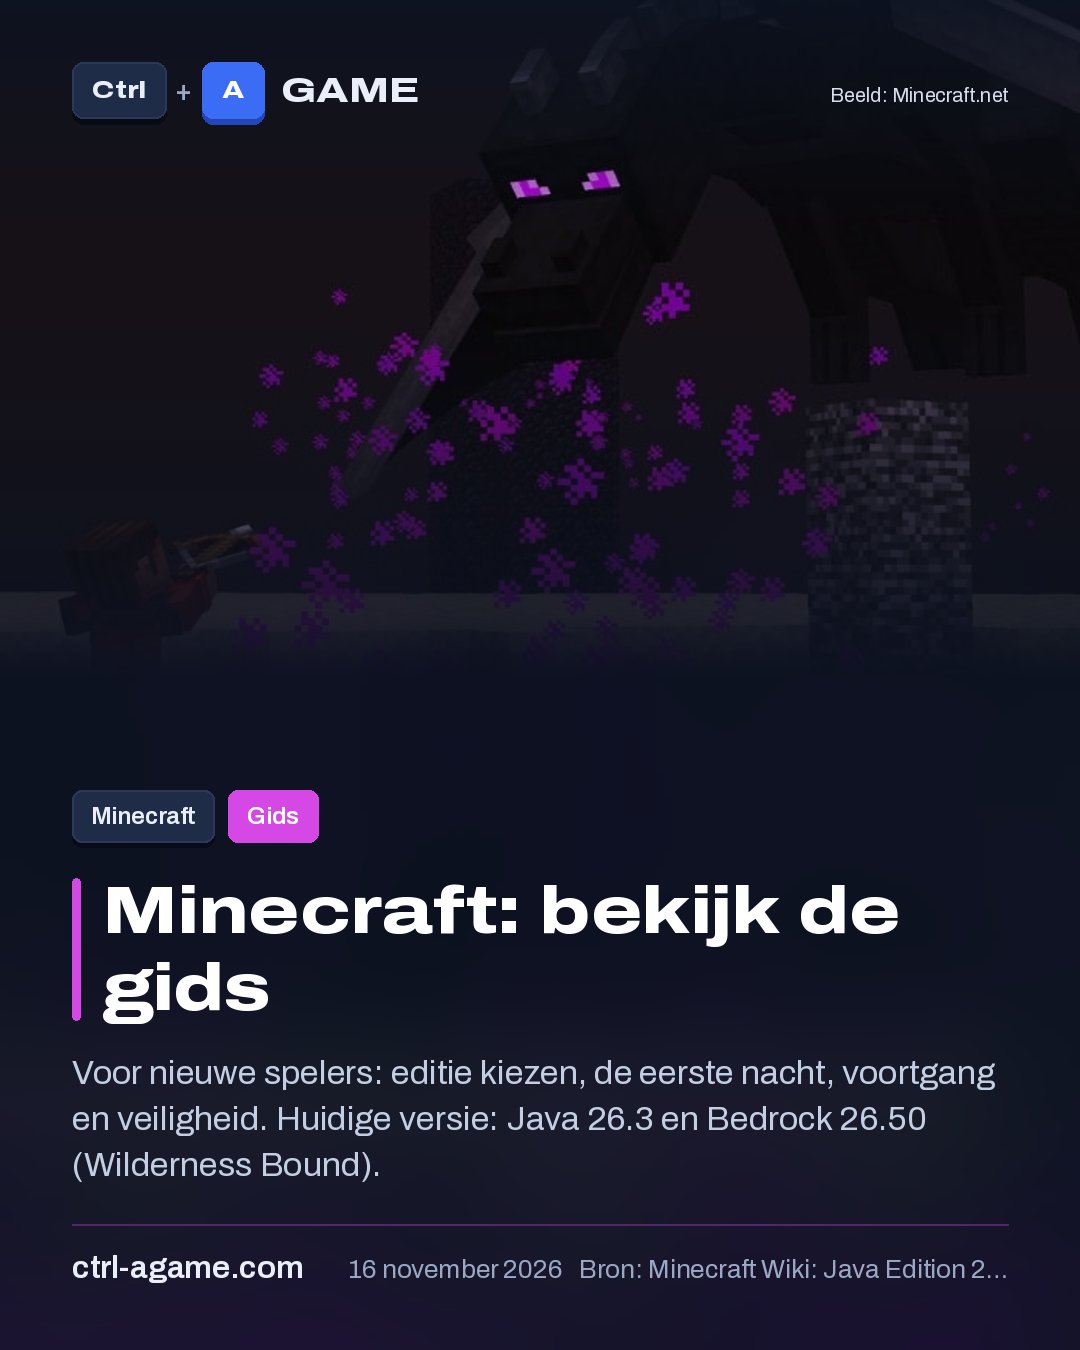 Ctrl + A GAME
Beeld: Minecraft.net
Minecraft Gids
Minecraft: bekijk de
gids
Voor nieuwe spelers: editie kiezen, de eerste nacht, voortgang
en veiligheid. Huidige versie: Java 26.3 en Bedrock 26.50
(Wilderness Bound).
ctrl-agame.com 16 november 2026 Bron: Minecraft Wiki: Java Edition 2...